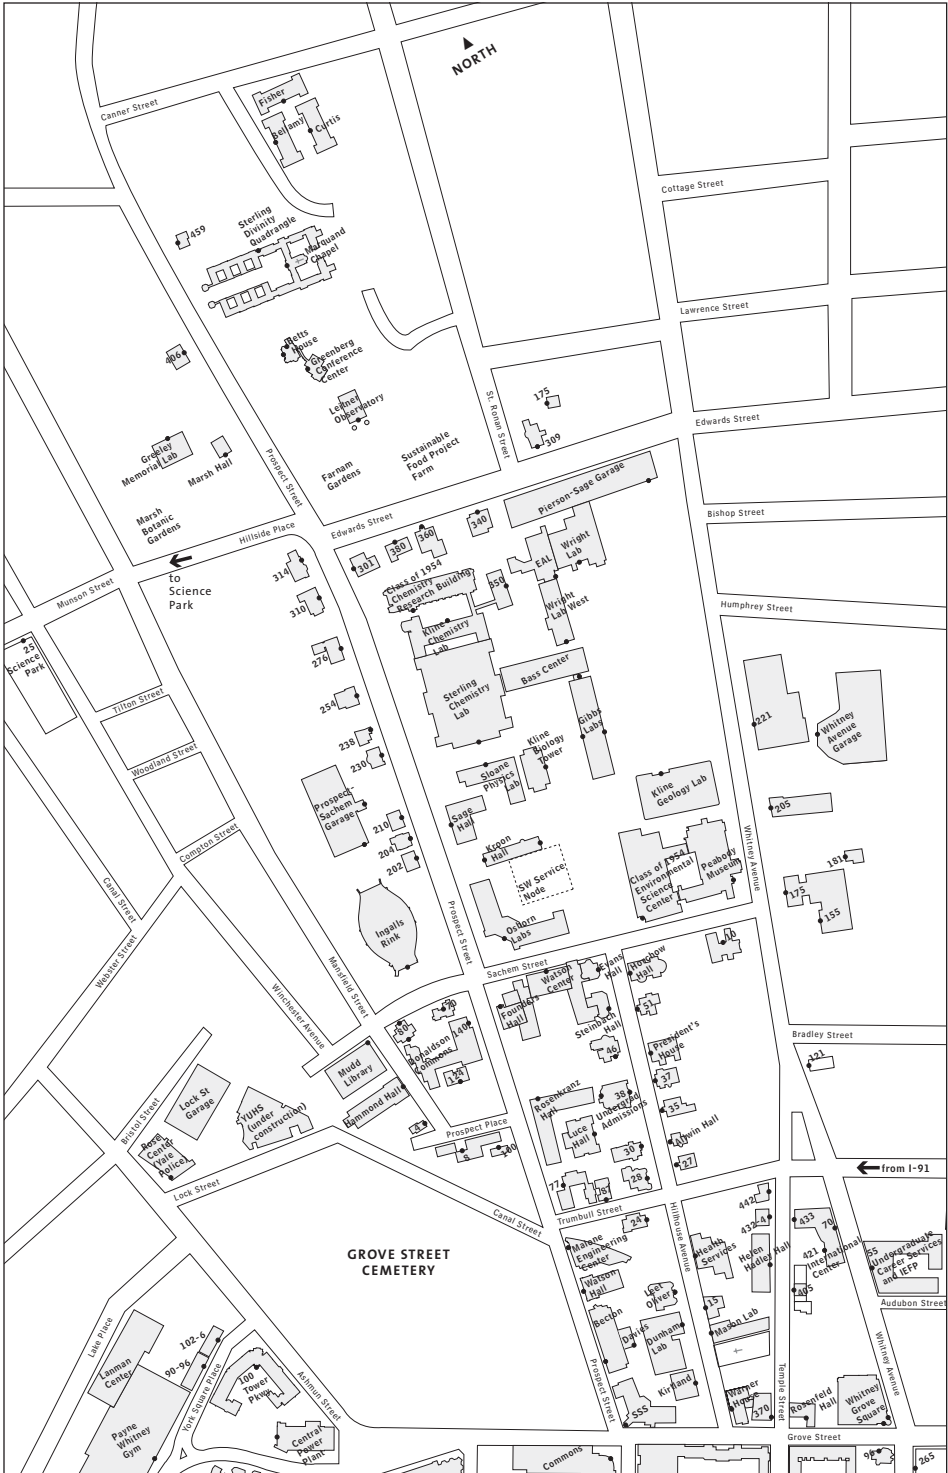 NORTH
Canner Street
Fisher
Bellamy
Curtis
Cottage Street
459
Sterling
Divinity
Quadrangle
Marquand
Chapel
Lawrence Street
406
Betts
House
Greenberg
Conference
Center
Leitner
Observatory
175
309
St. Ronan Street
Edwards Street
Greeley
Memorial Lab
Marsh Hall
Prospect Street
Farnam
Gardens
Sustainable
Food Project
Farm
Pierson-Sage Garage
Marsh
Botanic
Gardens
Hillside Place
Edwards Street
Bishop Street
to
Science
Park
314
301
380
360
340
EAL
Wright
Lab
Munson Street
310
Class of 1954
Chemistry
Research Building
350
Wright
Lab West
Humphrey Street
25
Science
Park
276
Kline
Chemistry
Lab
Bass Center
Tilton Street
254
Sterling
Chemistry
Lab
Gibbs
Labs
221
Whitney
Avenue
Garage
Woodland Street
238
230
Kline
Biology
Tower
Sloane
Physics
Lab
Kline
Geology Lab
Prospect-
Sachem
Garage
210
204
202
Sage
Hall
205
Compton Street
Kroon
Hall
SW Service
Node
Class of 1954
Environmental
Science
Center
Peabody
Museum
Whitney Avenue
181
175
155
Canal Street
Ingalls
Rink
Prospect Street
Osborn
Labs
Webster Street
Mansfield Street
Winchester Avenue
Sachem Street
Watson
Center
Evans
Hall
Horchow
Hall
10
Founders
Hall
Steinbach
Hall
51
80
70
140
Donaldson
Commons
124
46
President's
House
Bradley Street
121
Mudd
Library
37
Lock St
Garage
Hammond Hall
Rosenkranz
Hall
38
Undergrad
Admissions
35
Bristol Street
YUHS
(under
construction)
4
Prospect Place
8
100
Luce
Hall
30
Rose
Center
(Yale
Police)
27
from I-91
Lock Street
77
87
28
442
Canal Street
Trumbull Street
24
Hillhouse Avenue
432-4
433
70
GROVE STREET
CEMETERY
Malone
Engineering
Center
Health
Services
Helen
Hadley Hall
421
International
Center
55
Undergraduate
Career Services
and IEFP
Watson
Hall
405
Audubon Street
Becton
Davies
Leet
Oliver
15
Mason Lab
Dunham
Lab
Lake Place
Lanman
Center
102-6
90-96
York Square Place
100
Tower
Pkwy
Ashmun Street
Prospect Street
Kirtland
Warner
House
370
Temple Street
Rosenfeld
Hall
Whitney Avenue
Whitney
Grove
Square
SSS
Payne
Whitney
Gym
Central
Power
Plant
Grove Street
Commons
265